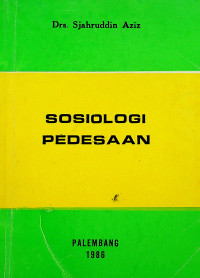 Drs. Sjahruddin Aziz
SOSIOLOGI
PEDESAAN
PALEMBANG
1986